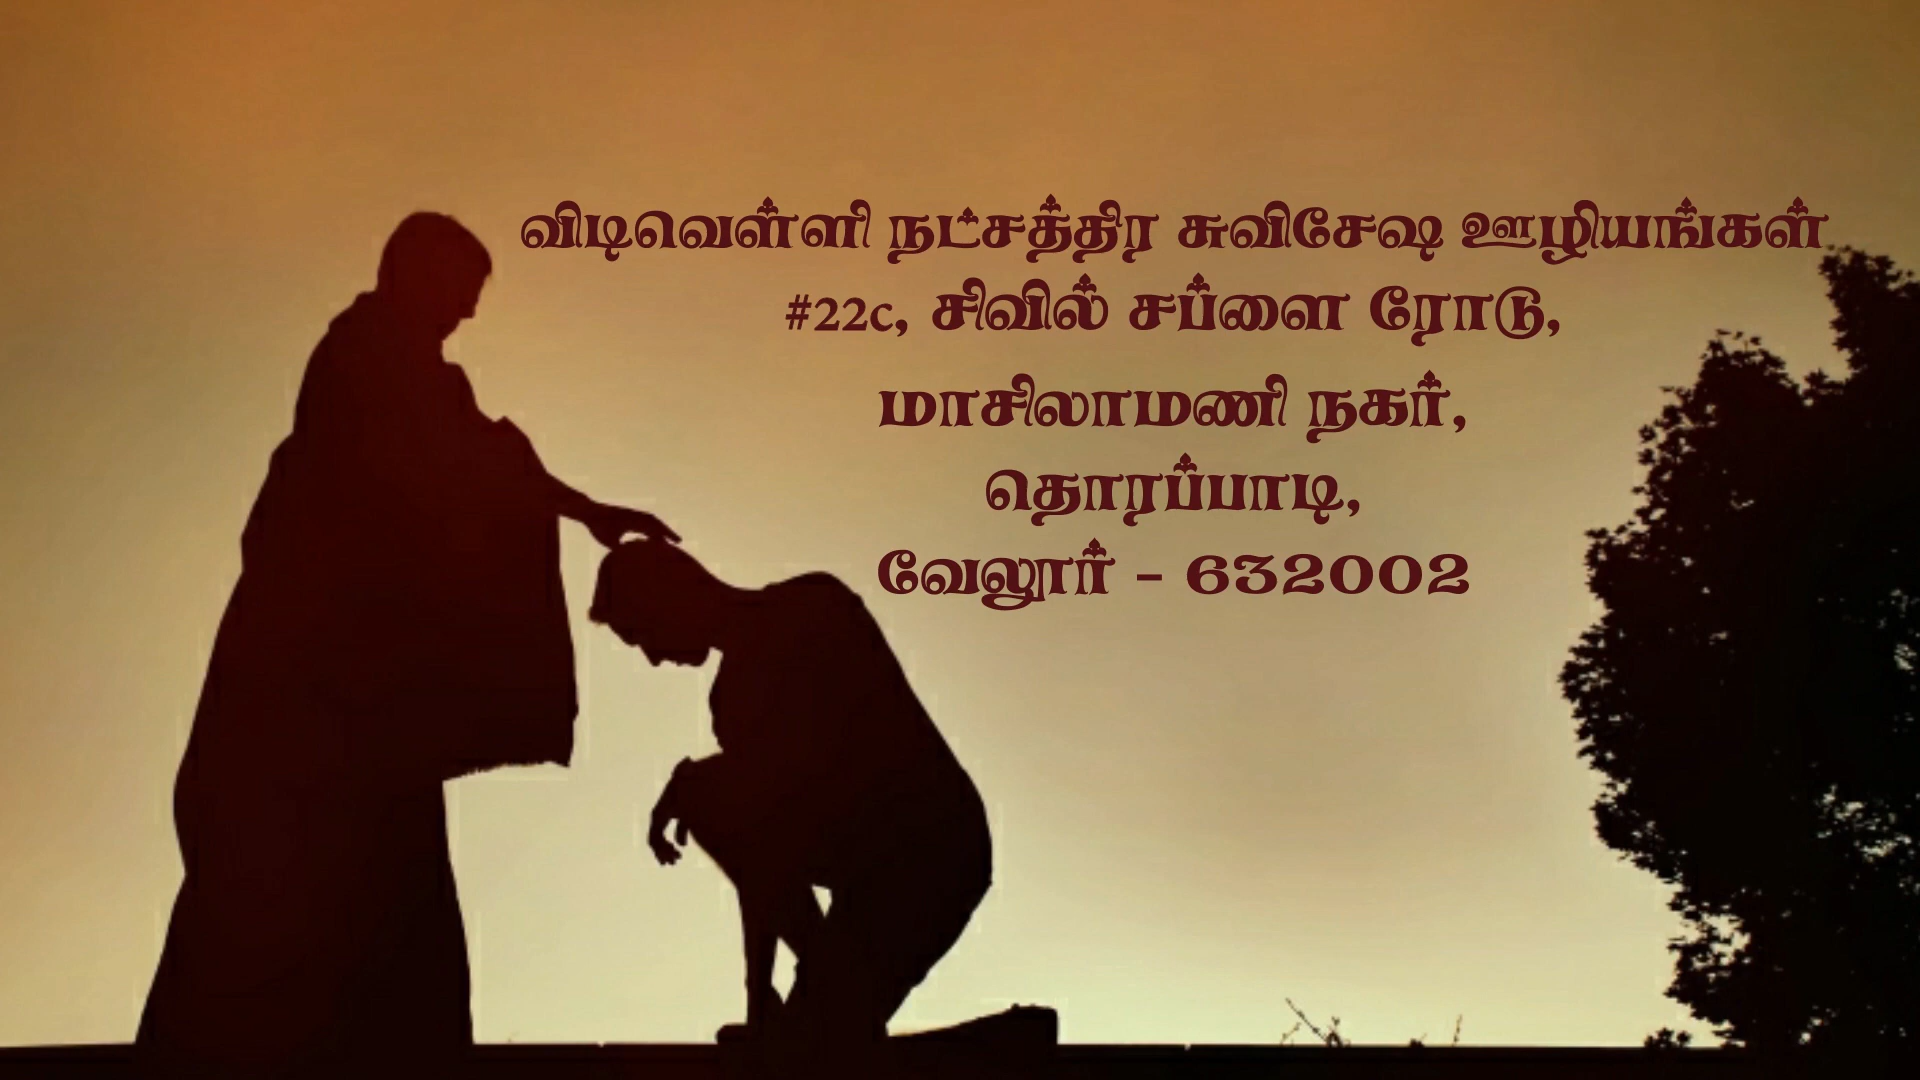 விடிவெள்ளி நட்சத்திர சுவிசேஷ ஊழியங்கள்
#22c, சிவில் சப்ளை ரோடு,
மாசிலாமணி நகர்,
தொரப்பாடி,
வேலூர் - 632002